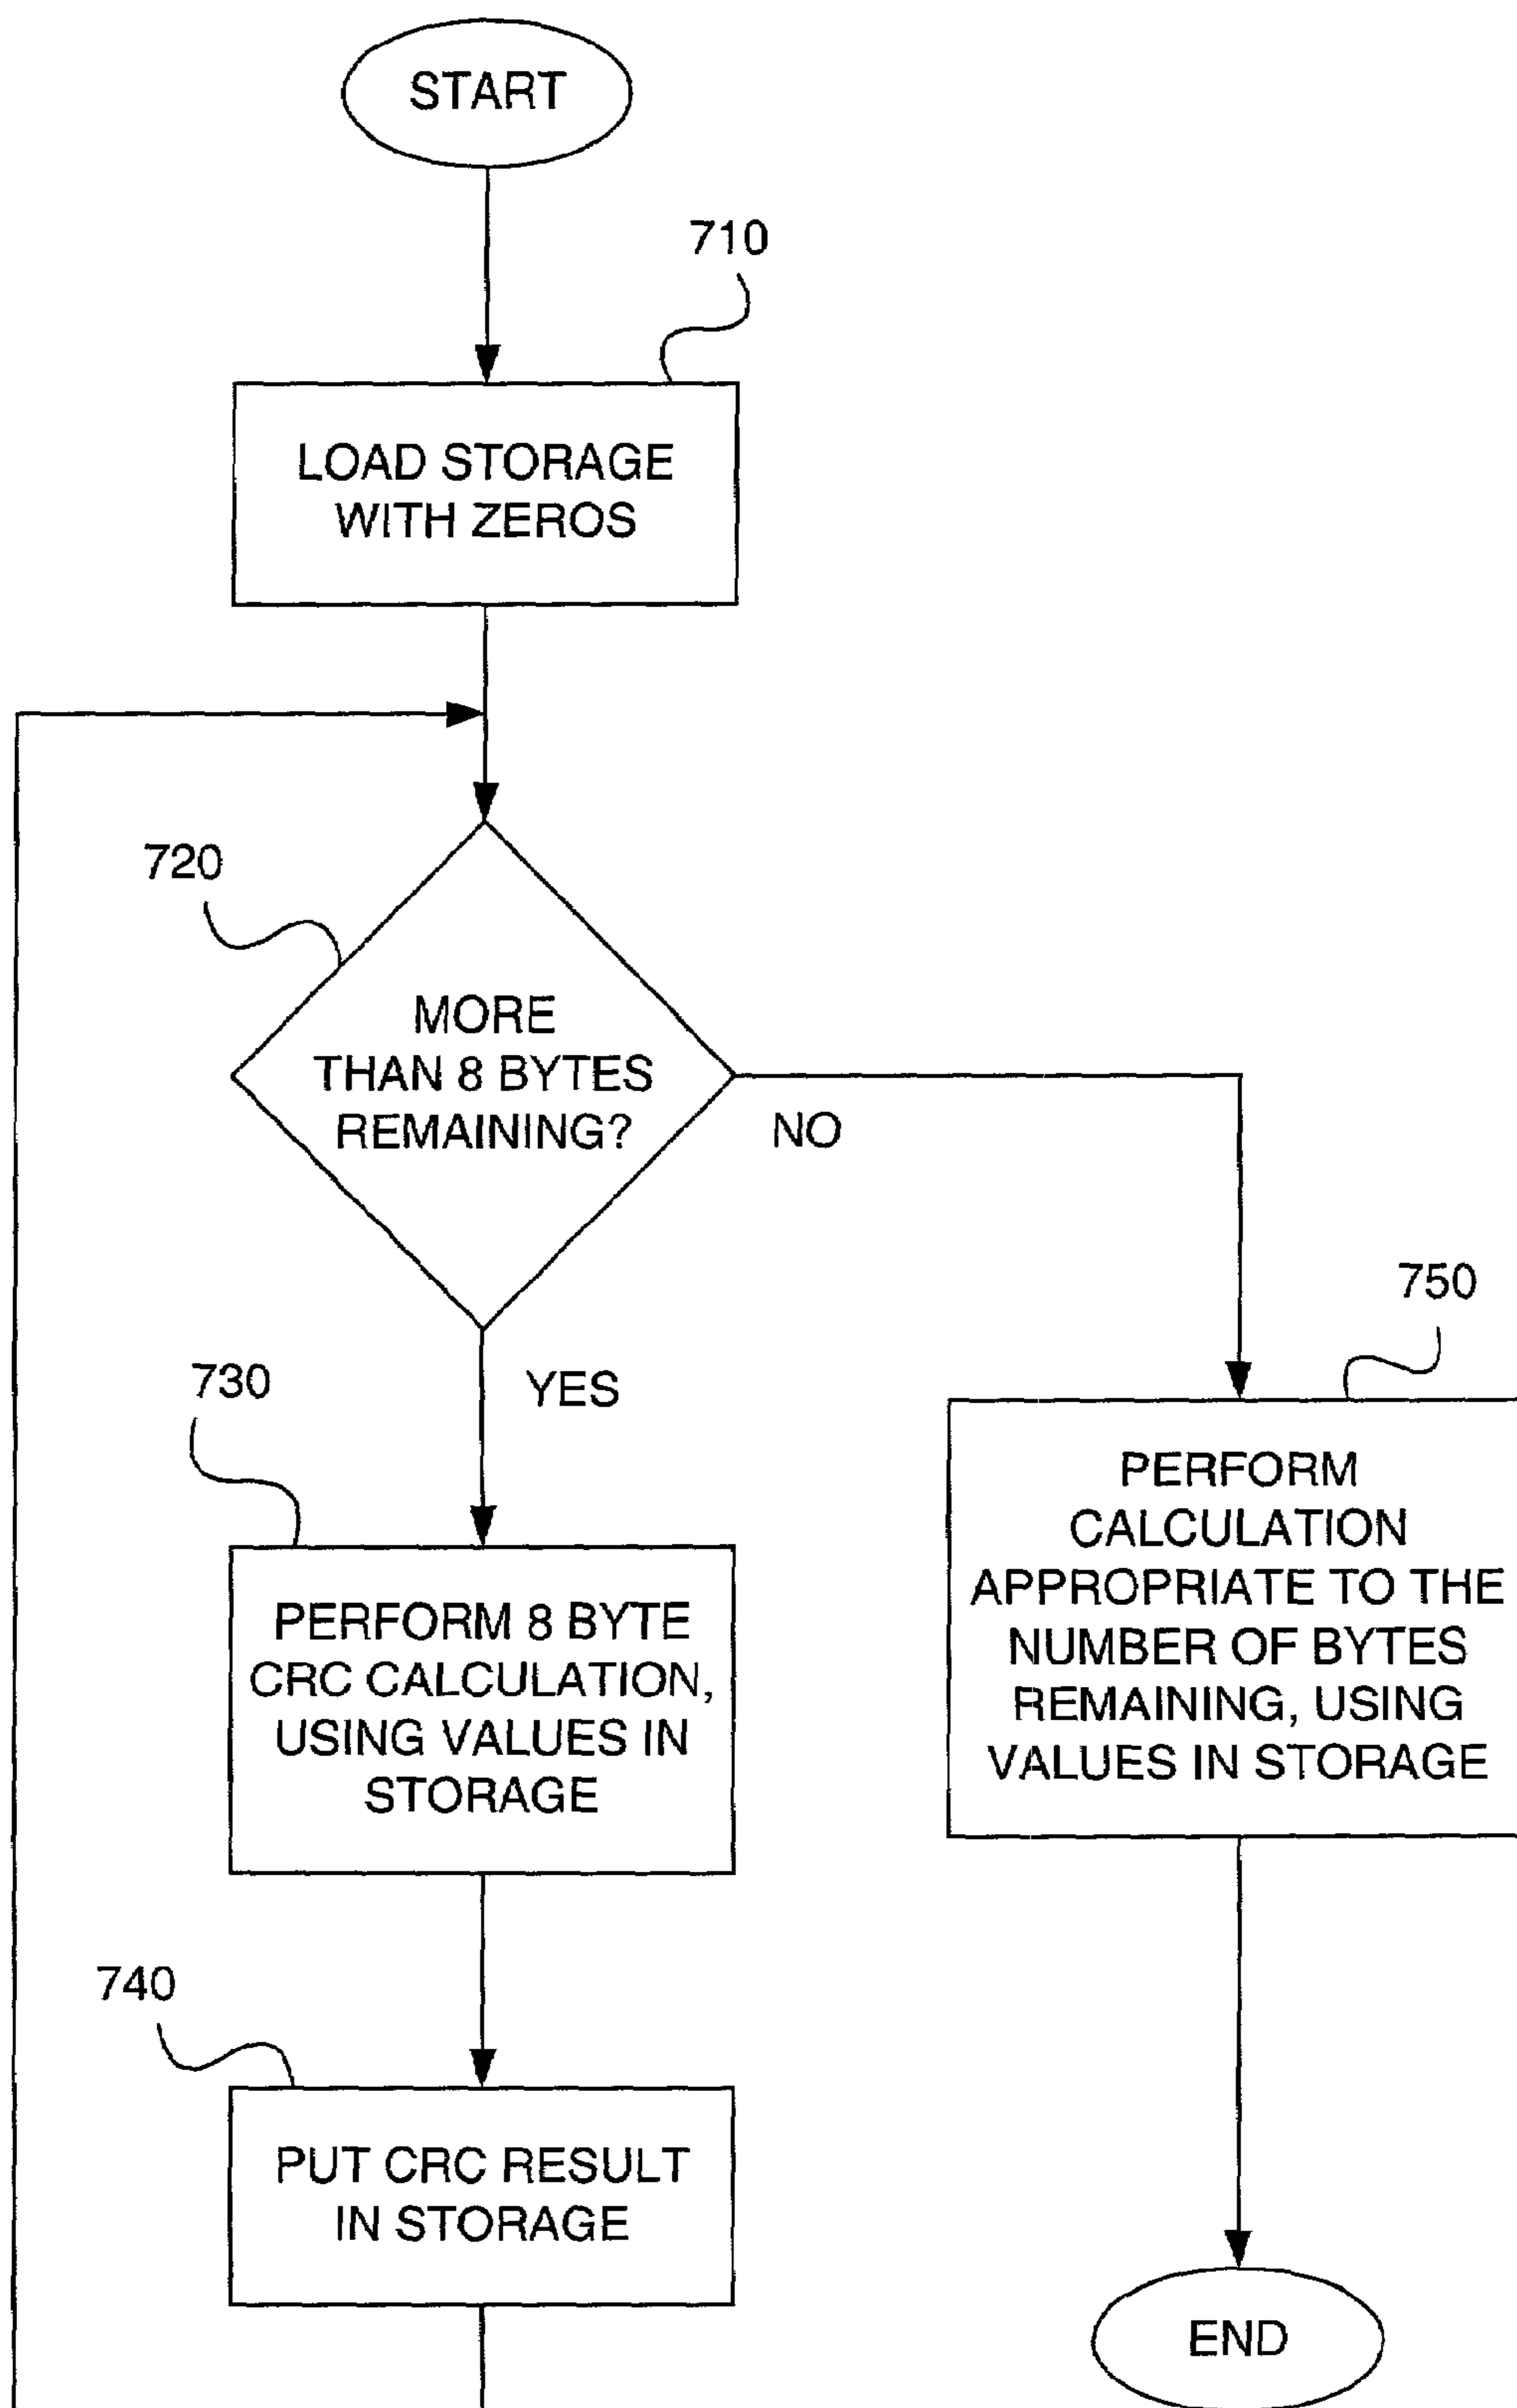 START
710
LOAD STORAGE
WITH ZEROS
720
MORE
THAN 8 BYTES
REMAINING?
NO
YES
730
PERFORM 8 BYTE
CRC CALCULATION,
USING VALUES IN
STORAGE
740
PUT CRC RESULT
IN STORAGE
750
PERFORM
CALCULATION
APPROPRIATE TO THE
NUMBER OF BYTES
REMAINING, USING
VALUES IN STORAGE
END